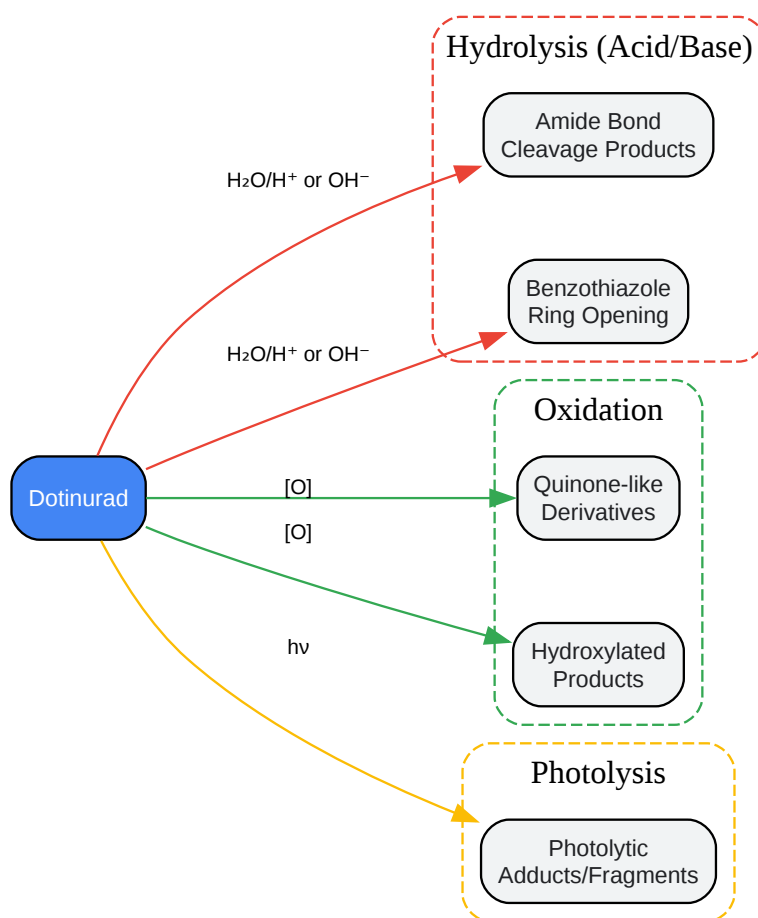 Hydrolysis (Acid/Base)
Amide Bond
Cleavage Products
H₂O/H⁺ or OH⁻
Benzothiazole
Ring Opening
H₂O/H⁺ or OH⁻
Oxidation
Dotinurad
[O]
Quinone-like
Derivatives
[O]
Hydroxylated
Products
hν
Photolysis
Photolytic
Adducts/Fragments